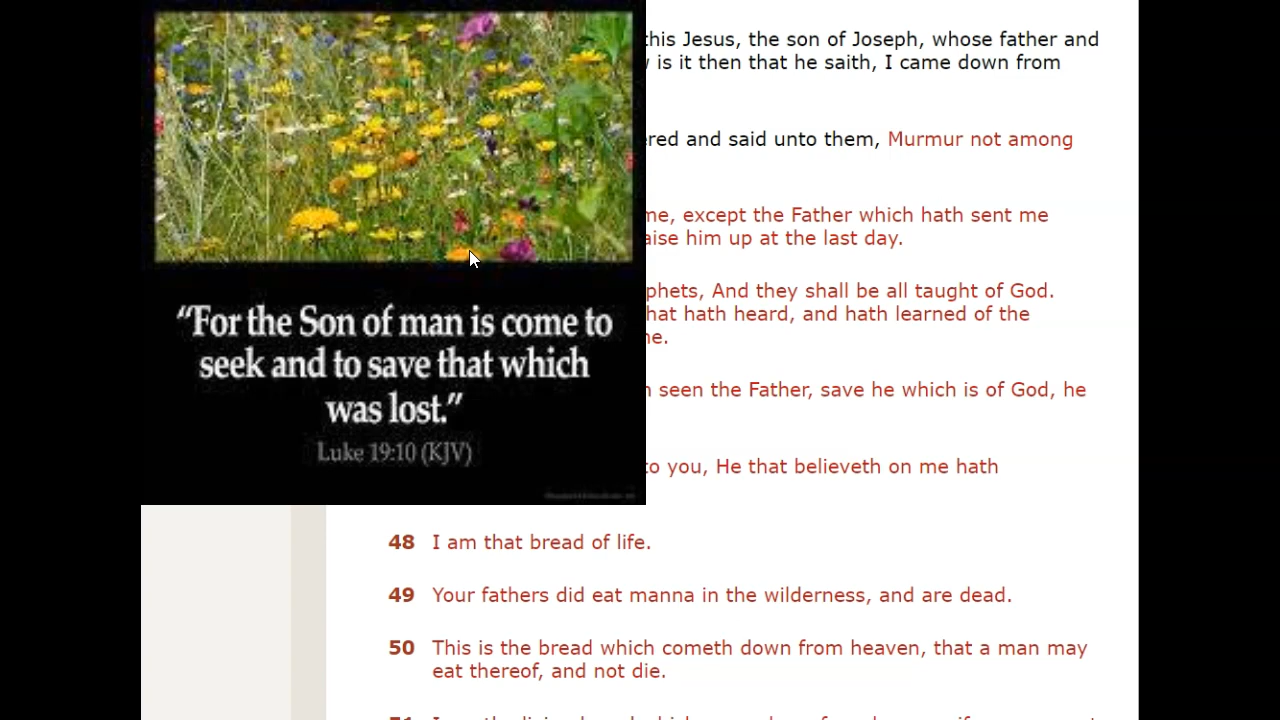 this Jesus, the son of Joseph, whose father and
is it then that he saith, I came down from
and said unto them, Murmur not among
me, except the Father which hath sent me
him up at the last day.
And they shall be all taught of God.
hat hath heard, and hath learned of the
seen the Father, save he which is of God, he
to you, He that believeth on me hath
“For the Son of man is come to
seek and to save that which
was lost.”
Luke 19:10 (KJV)
48 I am that bread of life.
49 Your fathers did eat manna in the wilderness, and are dead.
50 This is the bread which cometh down from heaven, that a man may
eat thereof, and not die.